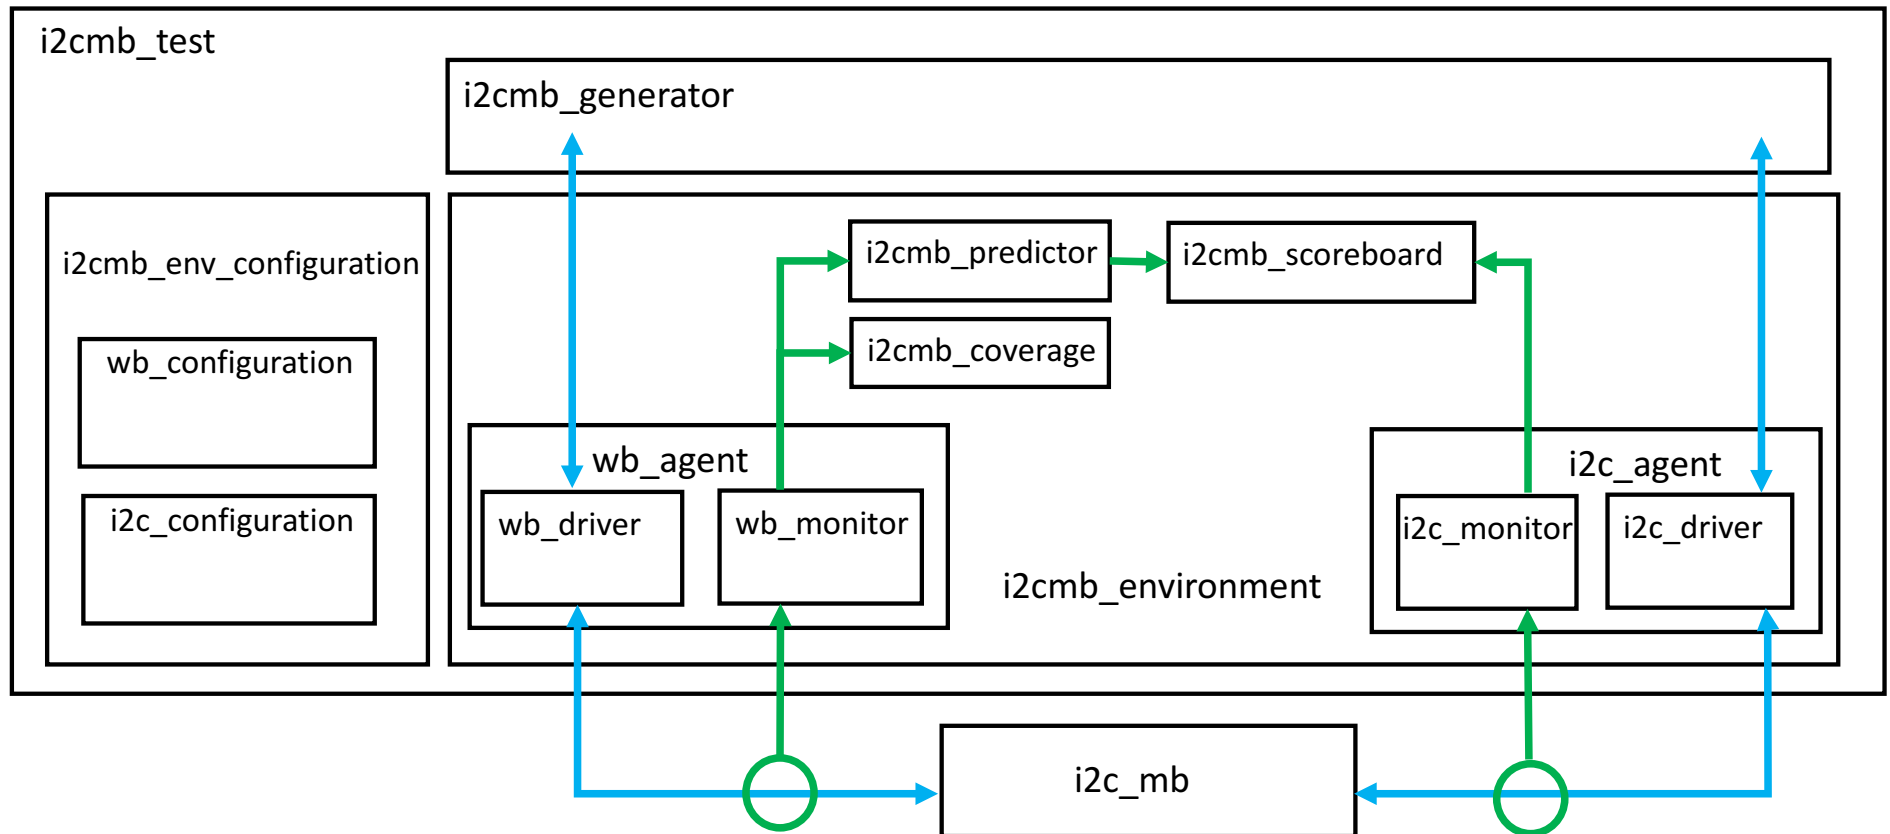 i2cmb_test
i2cmb_generator
i2cmb_env_configuration
wb_configuration
i2c_configuration
i2cmb_predictor
i2cmb_scoreboard
i2cmb_coverage
wb_agent
wb_driver
wb_monitor
i2cmb_environment
i2c_agent
i2c_monitor
i2c_driver
i2c_mb